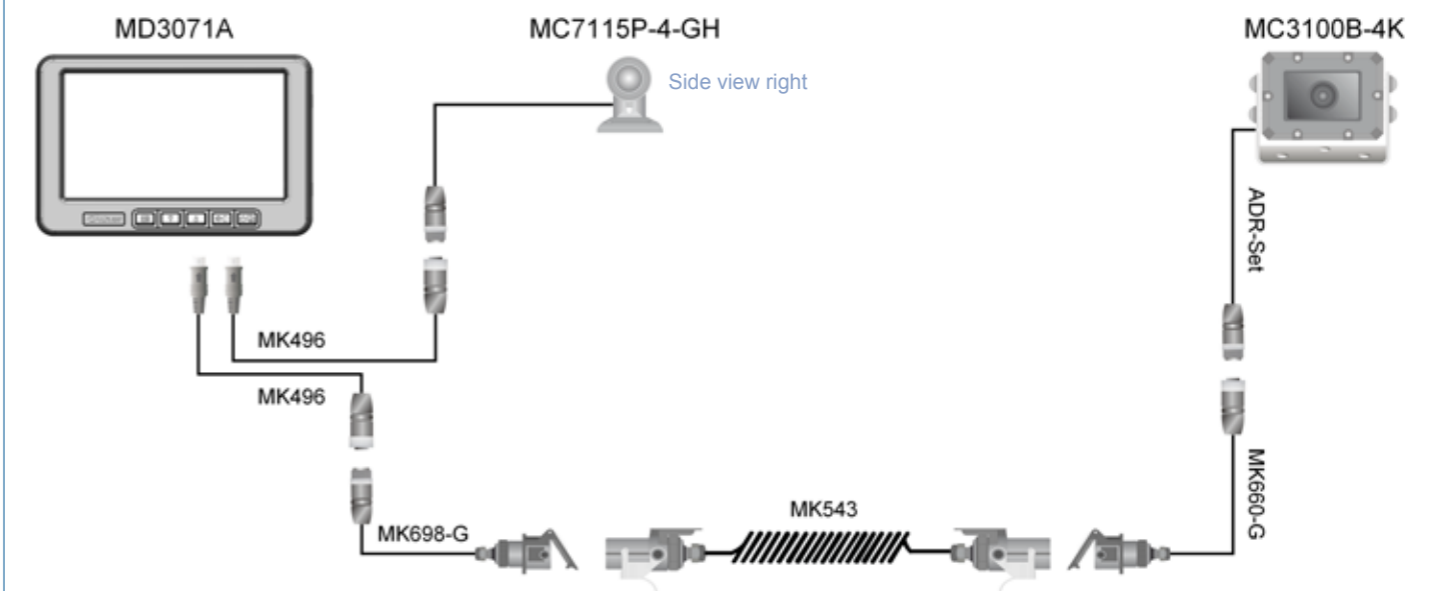 MD3071A
MC7115P-4-GH
MC3100B-4K
Side view right
ADR-Set
MK496
MK496
MK660-G
MK543
MK698-G